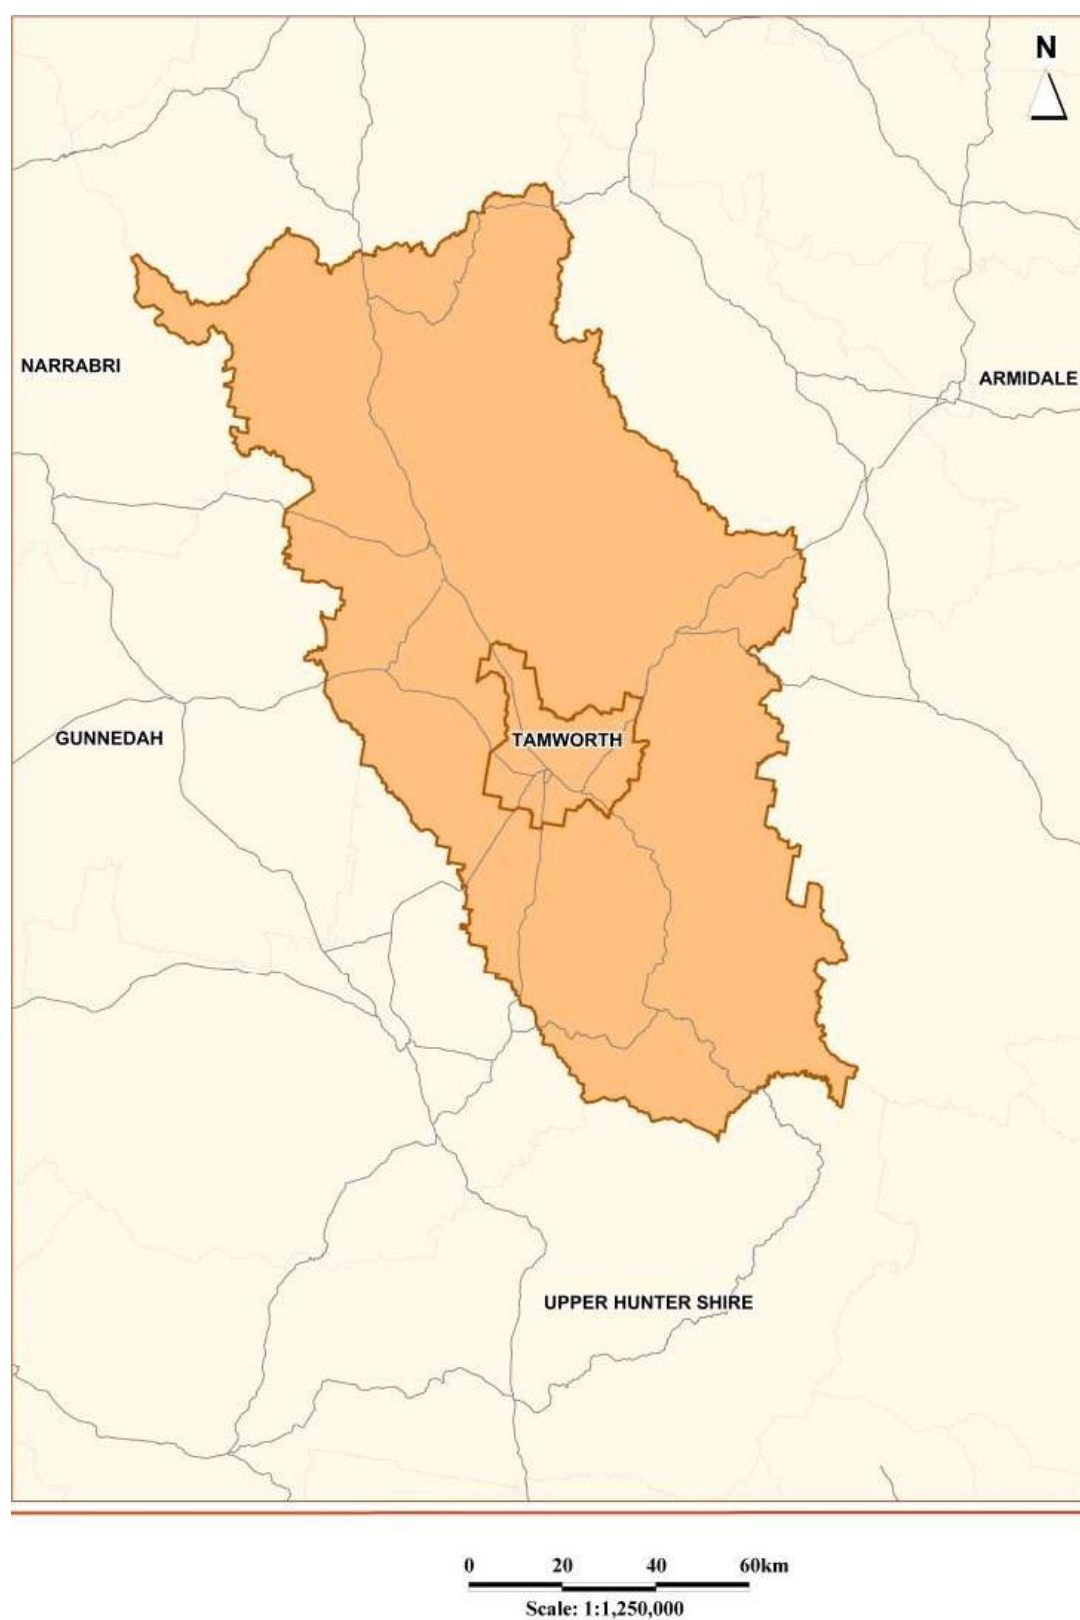 N
NARRABRI
ARMIDALE
GUNNEDAH
TAMWORTH
UPPER HUNTER SHIRE
0 20 40 60km
Scale: 1:1,250,000